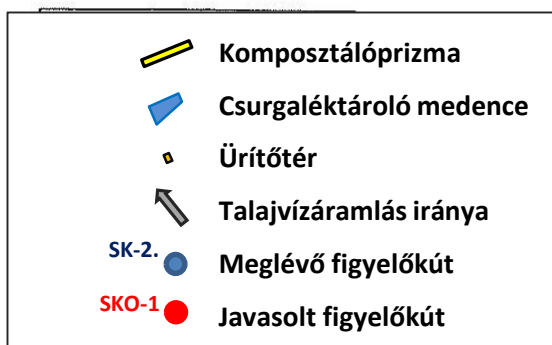 Komposztálóprizma
Csurgaléktároló medence
Ürítőtér
Talajvízáramlás iránya
SK-2. Meglévő figyelőkút
SKO-1 Javasolt figyelőkút